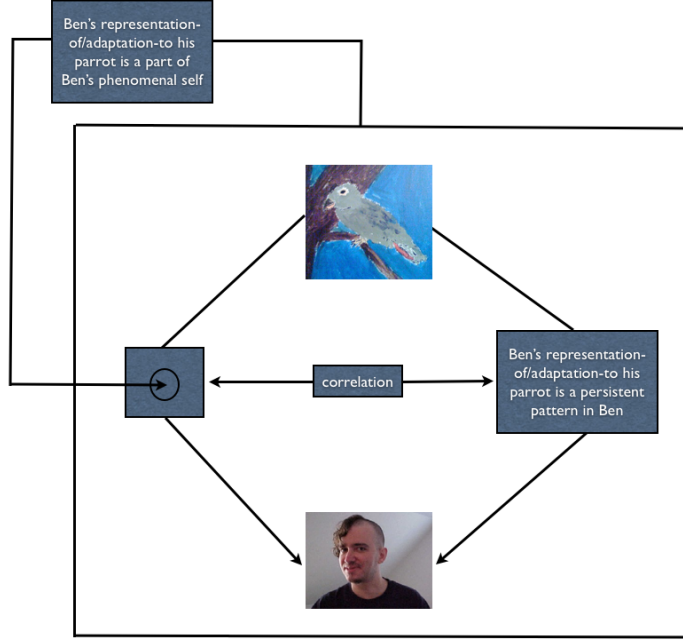 Ben's representation-
of/adaptation-to his
parrot is a part of
Ben's phenomenal self
correlation
Ben's representation-
of/adaptation-to his
parrot is a persistent
pattern in Ben